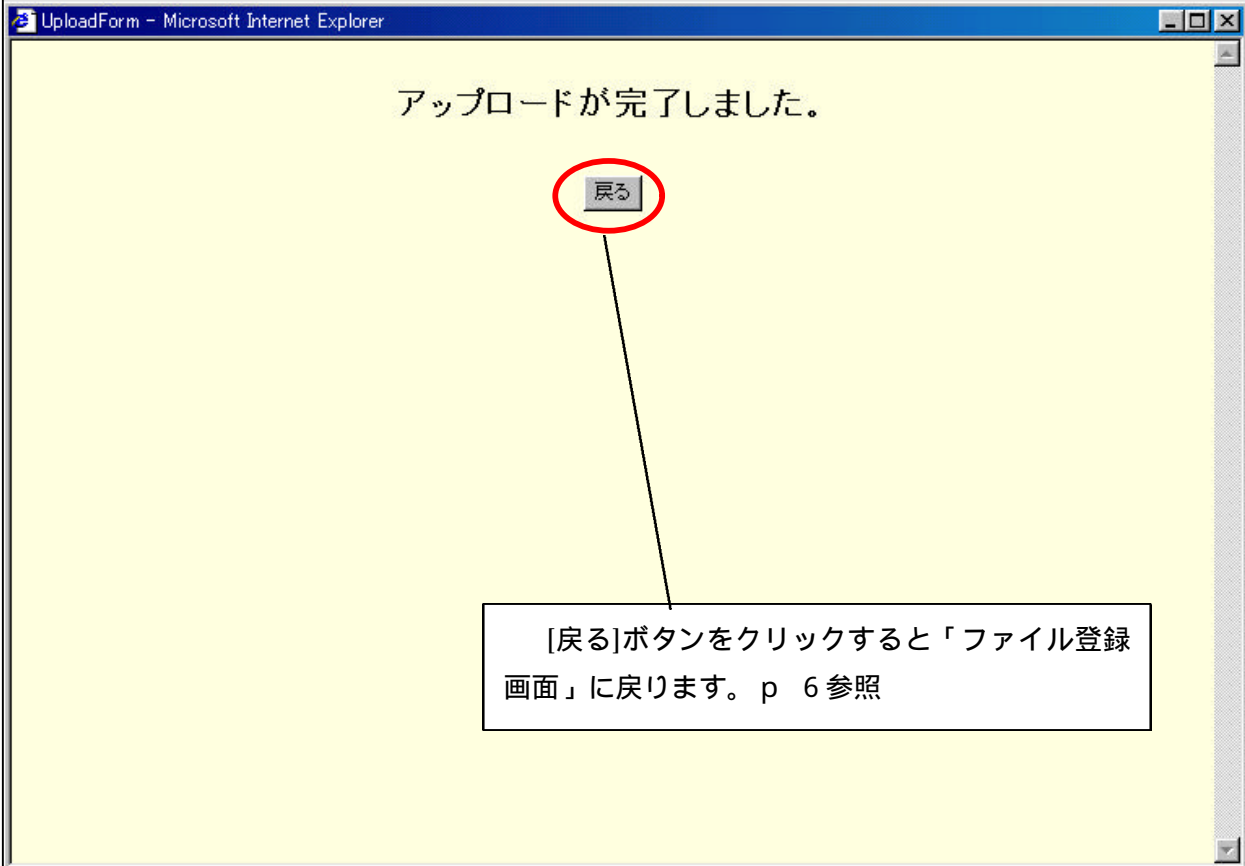 UploadForm - Microsoft Internet Explorer
アップロードが完了しました。
戻る
[戻る]ボタンをクリックすると「ファイル登録
画面」に戻ります。p 6参照